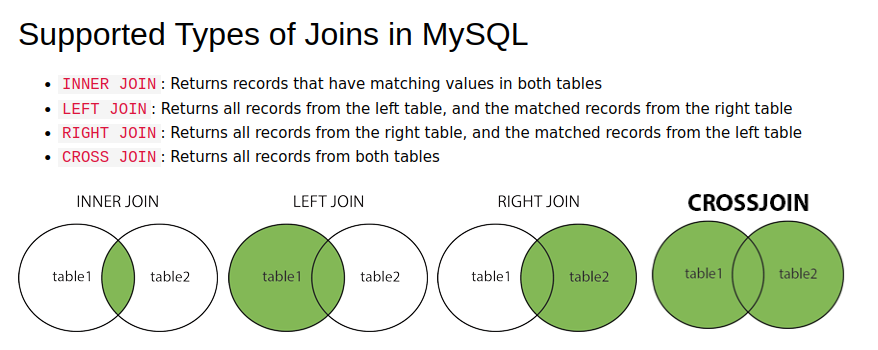 Supported Types of Joins in MySQL
• INNER JOIN : Returns records that have matching values in both tables
• LEFT JOIN : Returns all records from the left table, and the matched records from the right table
• RIGHT JOIN : Returns all records from the right table, and the matched records from the left table
• CROSS JOIN : Returns all records from both tables
INNER JOIN
LEFT JOIN
RIGHT JOIN
CROSSJOIN
table1
table2
table1
table2
table1
table2
table1
table2